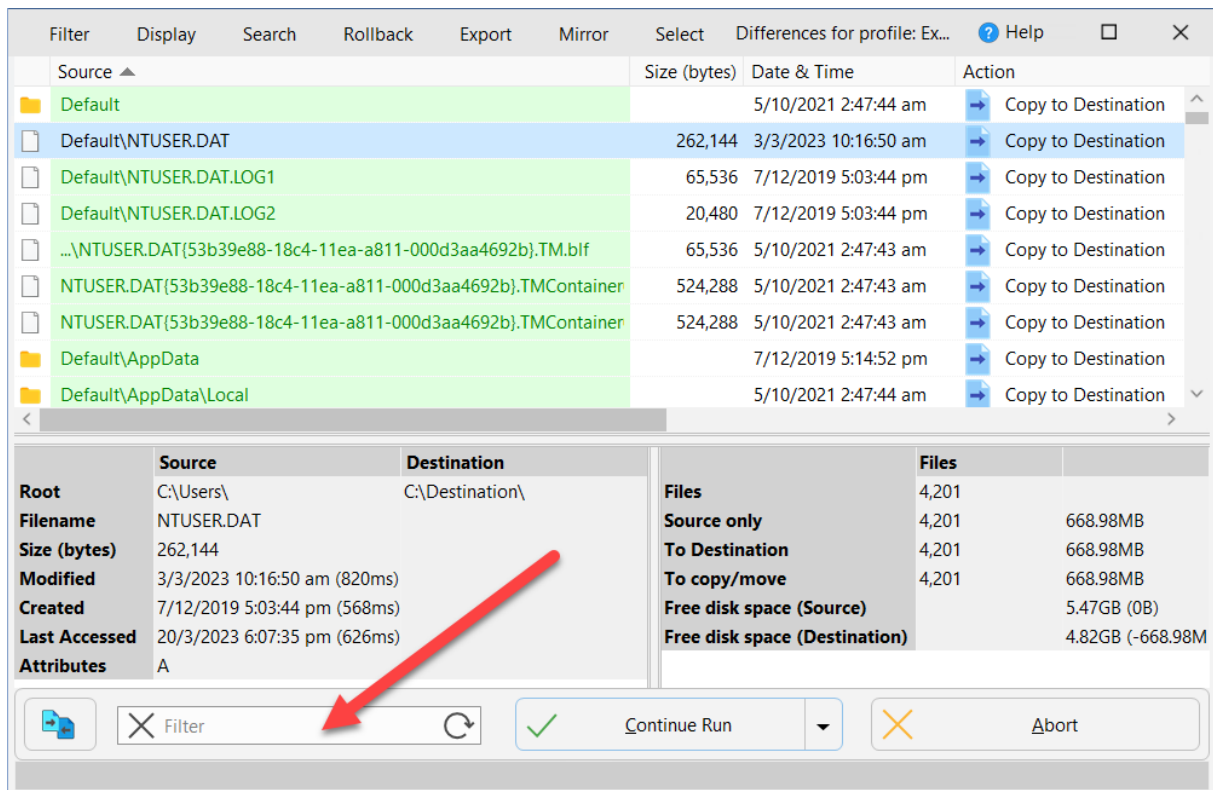 Filter Display Search Rollback Export Mirror Select Differences for profile: Ex... ? Help
Source Size (bytes) Date & Time Action
Default 5/10/2021 2:47:44 am Copy to Destination
Default\NTUSER.DAT 262,144 3/3/2023 10:16:50 am Copy to Destination
Default\NTUSER.DAT.LOG1 65,536 7/12/2019 5:03:44 pm Copy to Destination
Default\NTUSER.DAT.LOG2 20,480 7/12/2019 5:03:44 pm Copy to Destination
...\NTUSER.DAT{53b39e88-18c4-11ea-a811-000d3aa4692b}.TM.blf 65,536 5/10/2021 2:47:43 am Copy to Destination
NTUSER.DAT{53b39e88-18c4-11ea-a811-000d3aa4692b}.TMContainer 524,288 5/10/2021 2:47:43 am Copy to Destination
NTUSER.DAT{53b39e88-18c4-11ea-a811-000d3aa4692b}.TMContainer 524,288 5/10/2021 2:47:43 am Copy to Destination
Default\AppData 7/12/2019 5:14:52 pm Copy to Destination
Default\AppData\Local 5/10/2021 2:47:44 am Copy to Destination
Source Destination
Root C:\Users\ C:\Destination\
Filename NTUSER.DAT
Size (bytes) 262,144
Modified 3/3/2023 10:16:50 am (820ms)
Created 7/12/2019 5:03:44 pm (568ms)
Last Accessed 20/3/2023 6:07:35 pm (626ms)
Attributes A
Files
Files 4,201
Source only 4,201 668.98MB
To Destination 4,201 668.98MB
To copy/move 4,201 668.98MB
Free disk space (Source) 5.47GB (0B)
Free disk space (Destination) 4.82GB (-668.98M
Filter Continue Run Abort